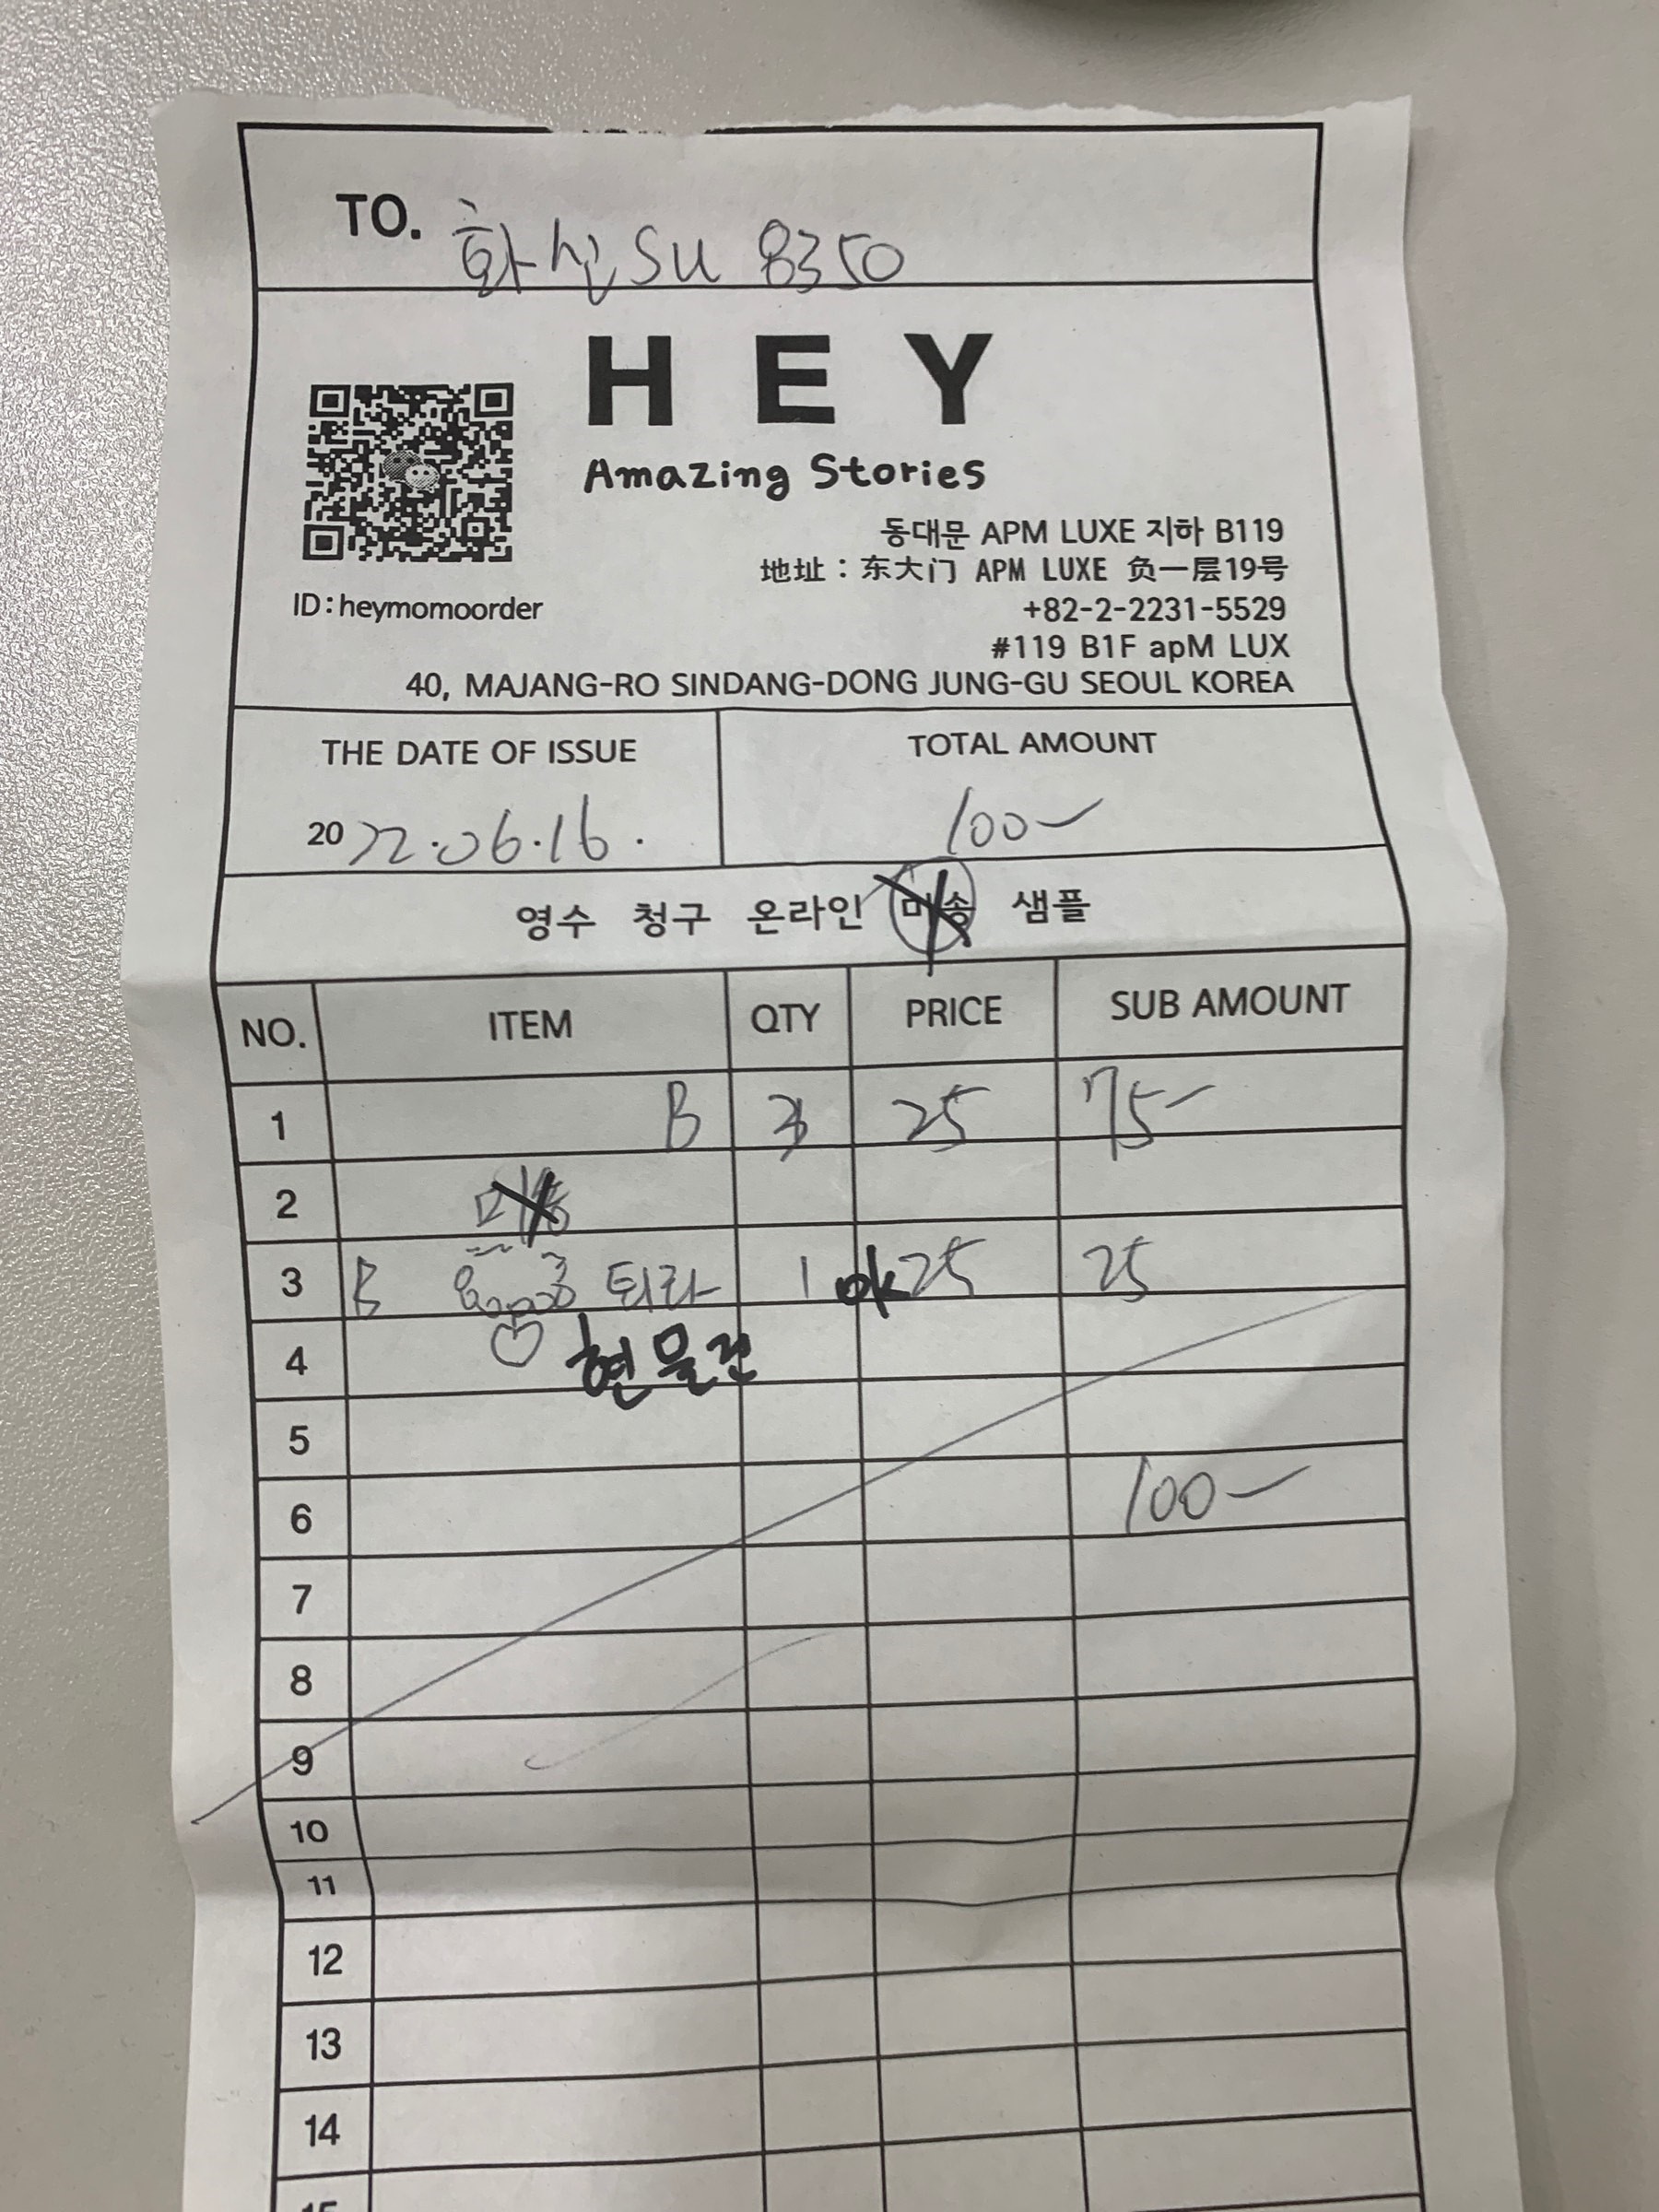 TO. 화신 SU 8350
HEY
Amazing Stories
동대문 APM LUXE 지하 B119
地址：东大门 APM LUXE 负一层19号
ID:heymomoorder
+82-2-2231-5529
#119 B1F apM LUX
40, MAJANG-RO SINDANG-DONG JUNG-GU SEOUL KOREA
THE DATE OF ISSUE TOTAL AMOUNT
2022.06.16. 100-
영수 청구 온라인 미송 샘플
NO. ITEM QTY PRICE SUB AMOUNT
1 B 3 25 75-
2 미송
3 B 티라 1 ok 25 25
4 현물건
5
6 100-
7
8
9
10
11
12
13
14
15